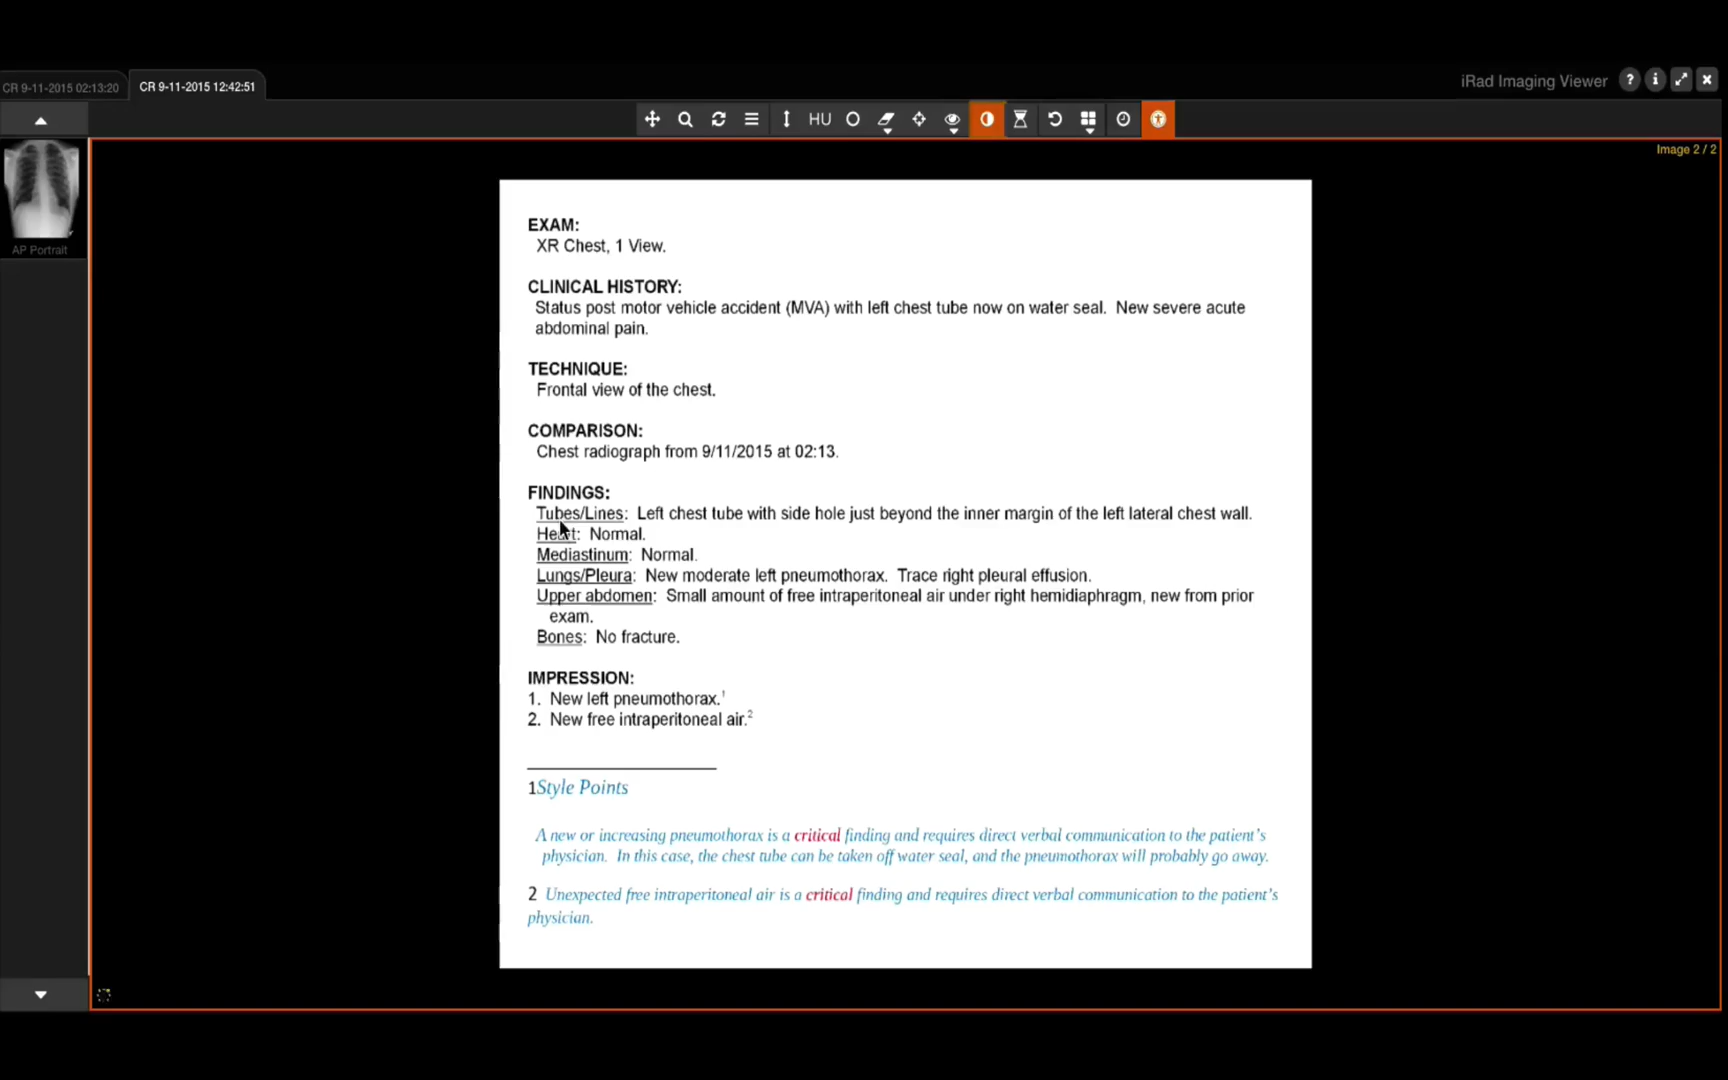 CR 9-11-2015 02:13:20
CR 9-11-2015 12:42:51
iRad Imaging Viewer
HU
Image 2 / 2
AP Portrait
EXAM:
XR Chest, 1 View.
CLINICAL HISTORY:
Status post motor vehicle accident (MVA) with left chest tube now on water seal. New severe acute
abdominal pain.
TECHNIQUE:
Frontal view of the chest.
COMPARISON:
Chest radiograph from 9/11/2015 at 02:13.
FINDINGS:
Tubes/Lines: Left chest tube with side hole just beyond the inner margin of the left lateral chest wall.
Heart: Normal.
Mediastinum: Normal.
Lungs/Pleura: New moderate left pneumothorax. Trace right pleural effusion.
Upper abdomen: Small amount of free intraperitoneal air under right hemidiaphragm, new from prior
exam.
Bones: No fracture.
IMPRESSION:
1. New left pneumothorax.1
2. New free intraperitoneal air.2
1Style Points
A new or increasing pneumothorax is a critical finding and requires direct verbal communication to the patient's
physician. In this case, the chest tube can be taken off water seal, and the pneumothorax will probably go away.
2 Unexpected free intraperitoneal air is a critical finding and requires direct verbal communication to the patient's
physician.